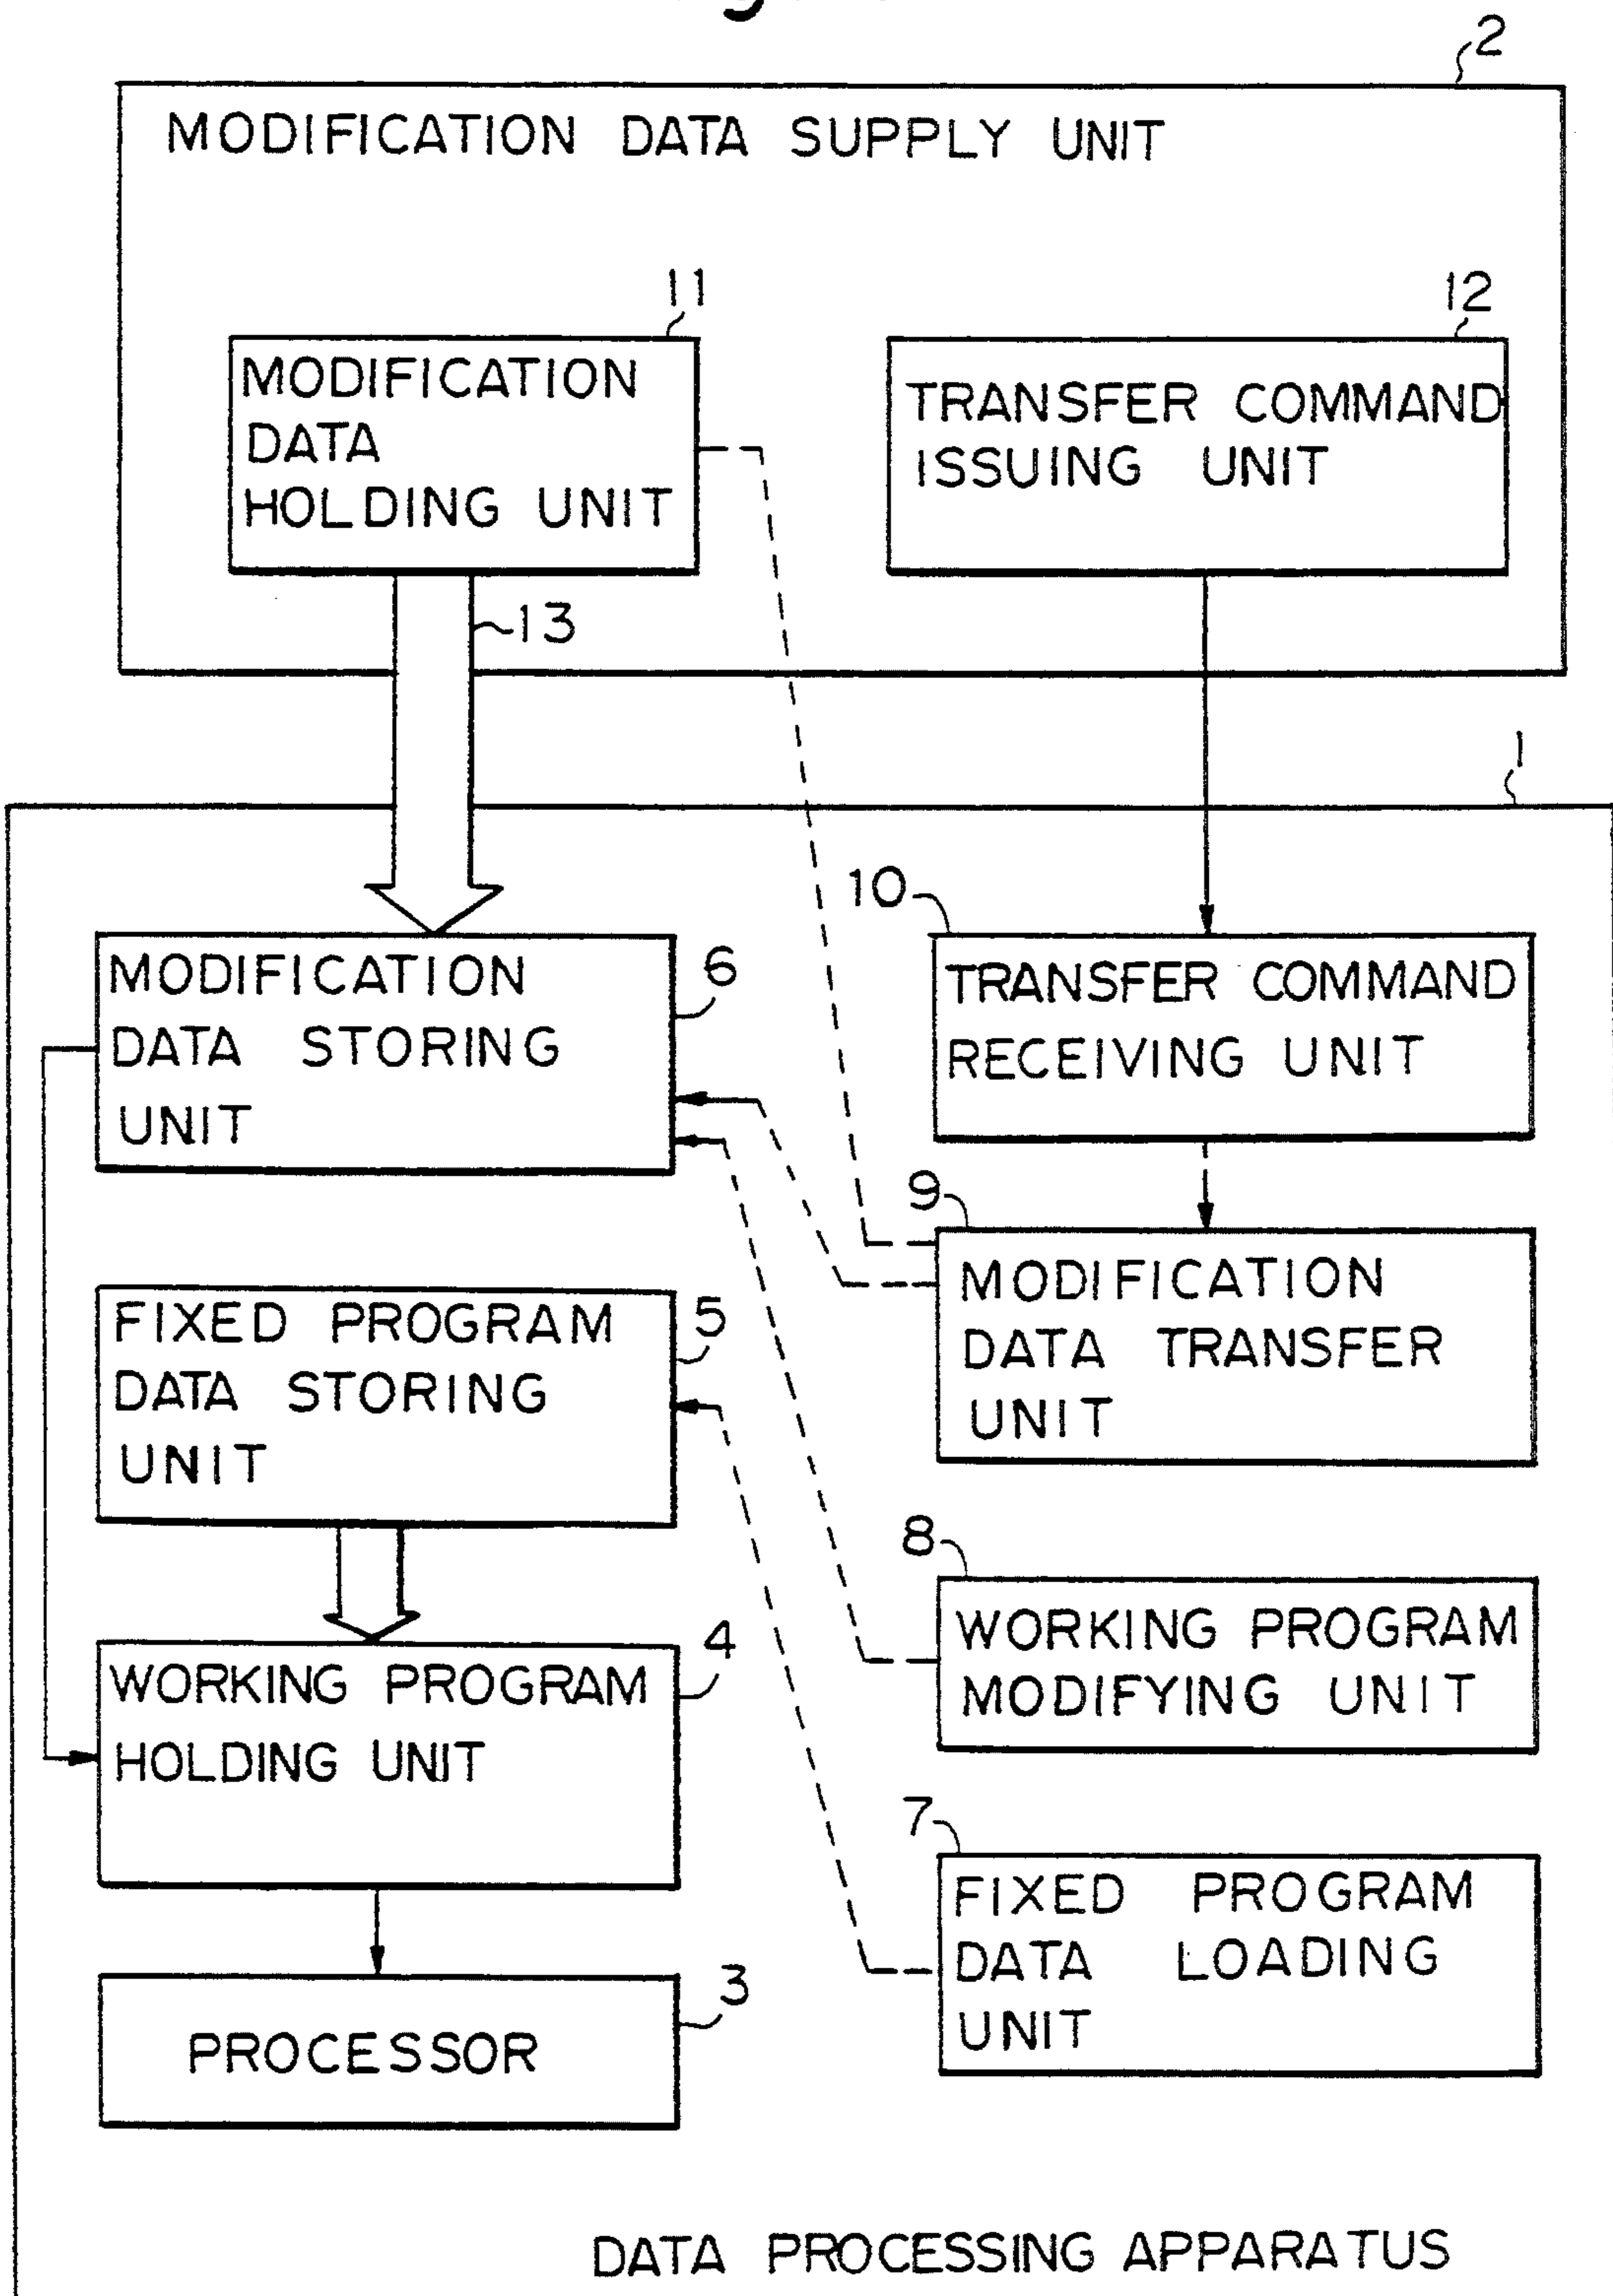 2
MODIFICATION DATA SUPPLY UNIT
11
MODIFICATION
DATA
HOLDING UNIT
12
TRANSFER COMMAND
ISSUING UNIT
13
1
6
MODIFICATION
DATA STORING
UNIT
10
TRANSFER COMMAND
RECEIVING UNIT
9
MODIFICATION
DATA TRANSFER
UNIT
5
FIXED PROGRAM
DATA STORING
UNIT
8
WORKING PROGRAM
MODIFYING UNIT
4
WORKING PROGRAM
HOLDING UNIT
7
FIXED PROGRAM
DATA LOADING
UNIT
3
PROCESSOR
DATA PROCESSING APPARATUS